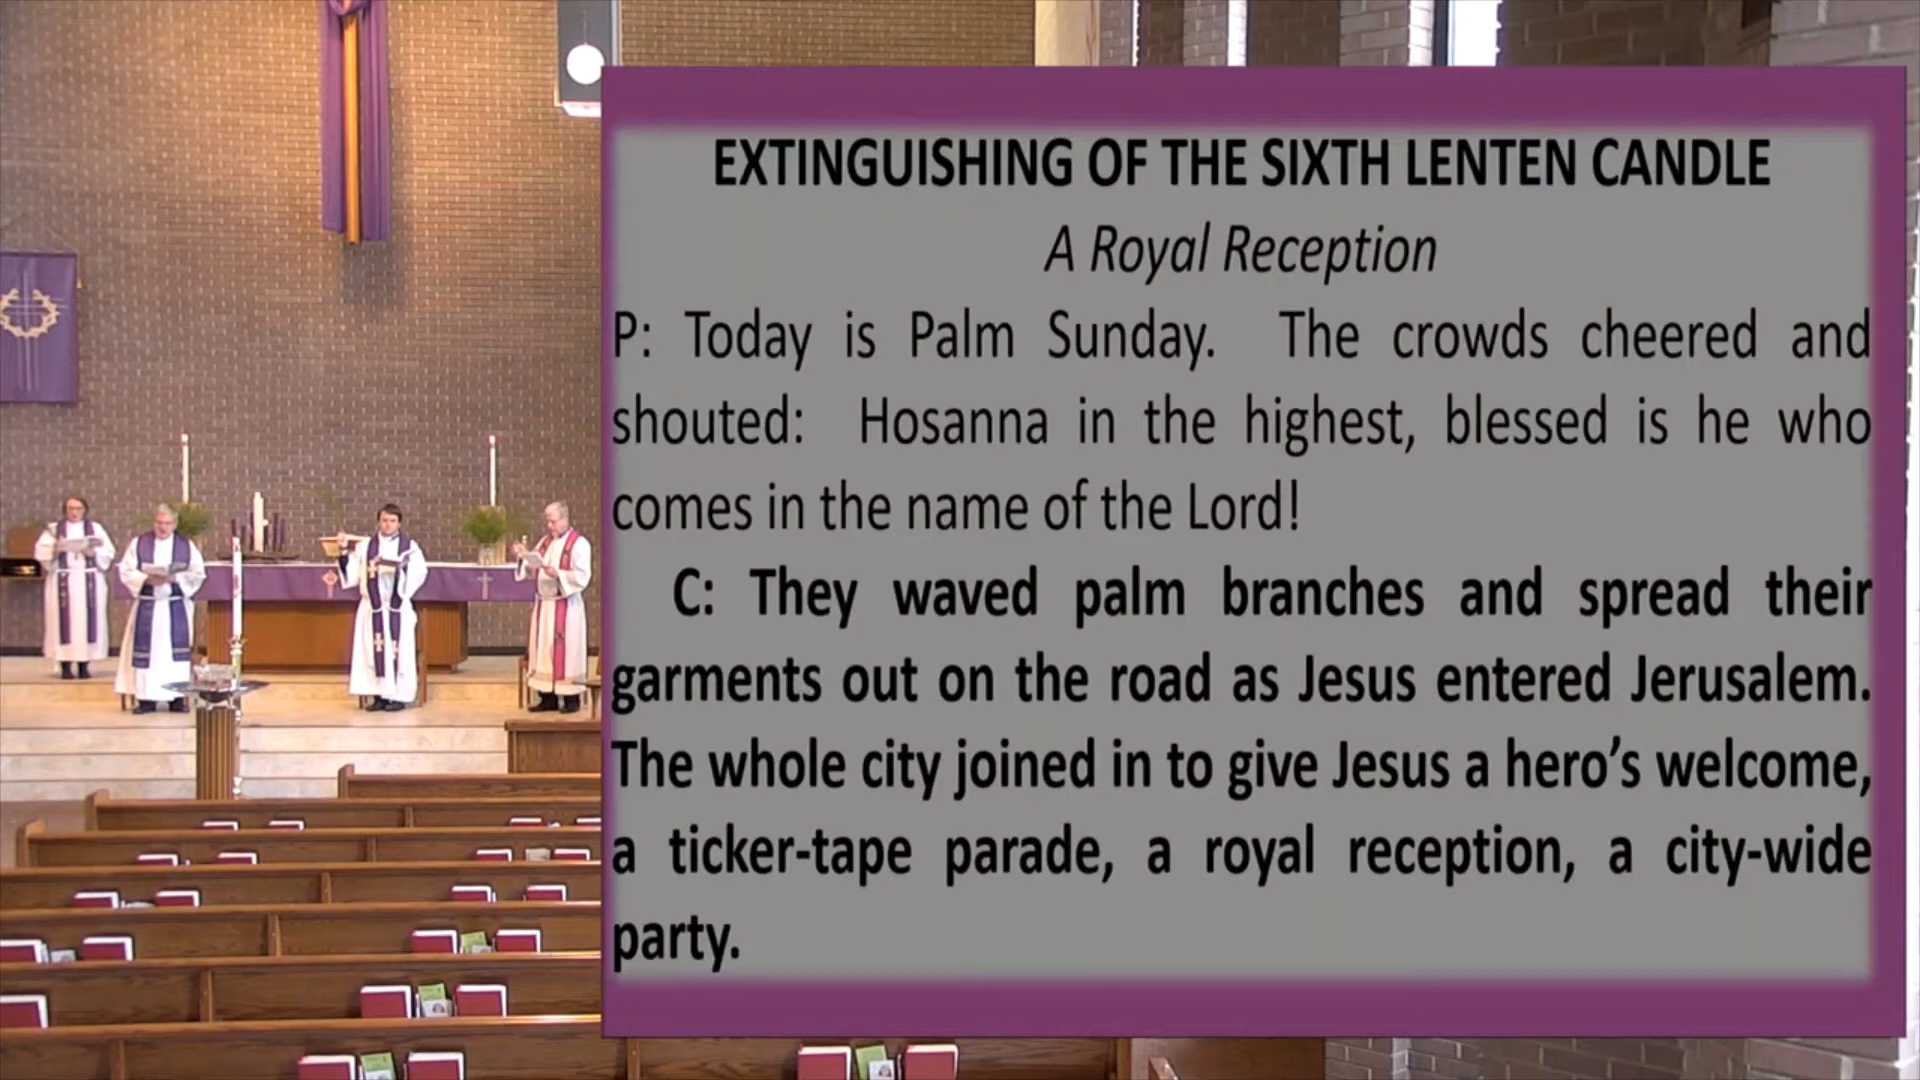 EXTINGUISHING OF THE SIXTH LENTEN CANDLE
A Royal Reception
P: Today is Palm Sunday. The crowds cheered and
shouted: Hosanna in the highest, blessed is he who
comes in the name of the Lord!
C: They waved palm branches and spread their
garments out on the road as Jesus entered Jerusalem.
The whole city joined in to give Jesus a hero’s welcome,
a ticker-tape parade, a royal reception, a city-wide
party.